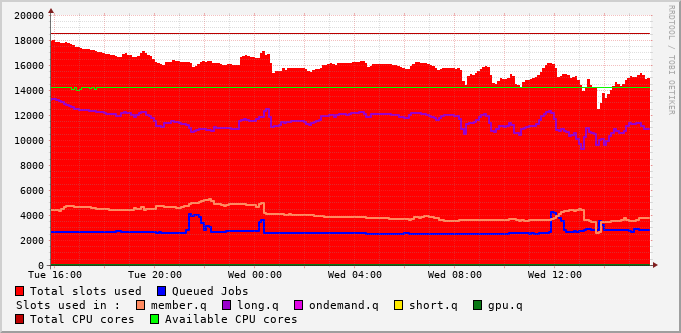 RRDTOOL / TOBI OETIKER
20000
18000
16000
14000
12000
10000
8000
6000
4000
2000
0
Tue 16:00 Tue 20:00 Wed 00:00 Wed 04:00 Wed 08:00 Wed 12:00
Total slots used Queued Jobs
Slots used in : member.q long.q ondemand.q short.q gpu.q
Total CPU cores Available CPU cores